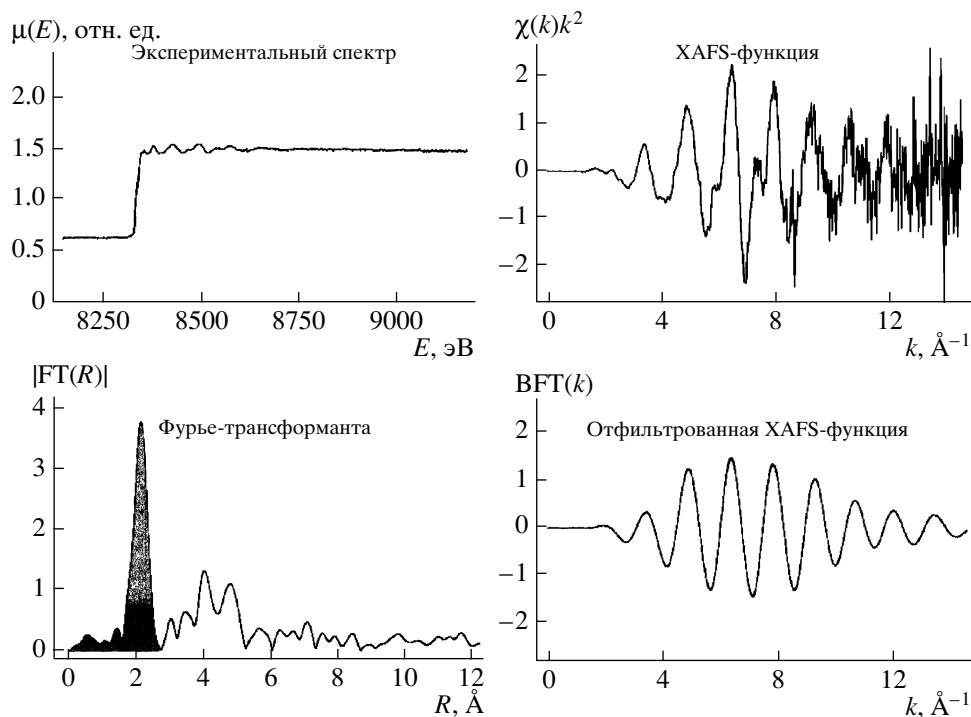 μ(E), отн. ед.
Экспериментальный спектр
2.0
1.5
1.0
0.5
0
8250 8500 8750 9000
E, эВ
χ(k)k²
XAFS-функция
2
1
0
−1
−2
0 4 8 12
k, Å⁻¹
|FT(R)|
Фурье-трансформанта
4
3
2
1
0
0 2 4 6 8 10 12
R, Å
BFT(k)
Отфильтрованная XAFS-функция
2
1
0
−1
−2
0 4 8 12
k, Å⁻¹